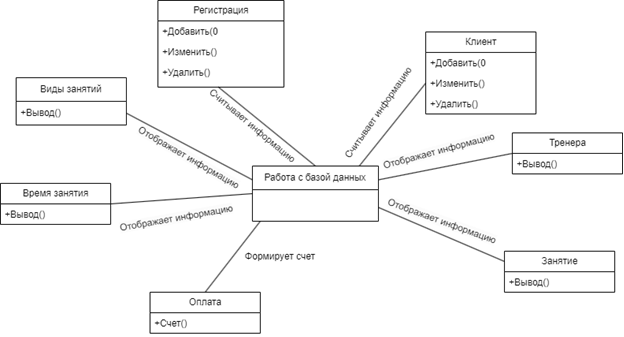 Регистрация
+Добавить(0
+Изменить()
+Удалить()
Клиент
+Добавить(0
+Изменить()
+Удалить()
Виды занятий
+Вывод()
Считывает информацию
Считывает информацию
Отображает информацию
Отображает информацию
Тренера
+Вывод()
Работа с базой данных
Время занятия
+Вывод()
Отображает информацию
Отображает информацию
Формирует счет
Занятие
+Вывод()
Оплата
+Счет()